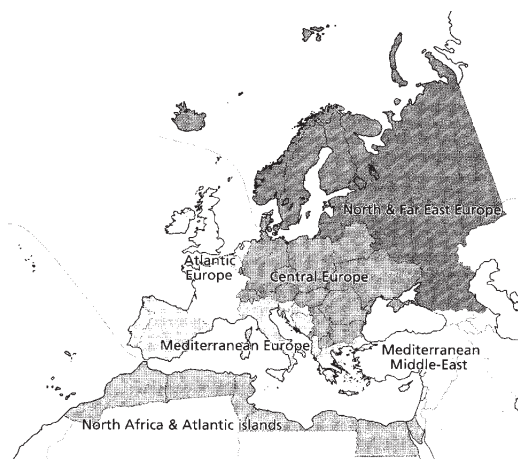 North & Far East Europe
Atlantic
Europe
Central Europe
Mediterranean Europe
Mediterranean
Middle-East
North Africa & Atlantic islands